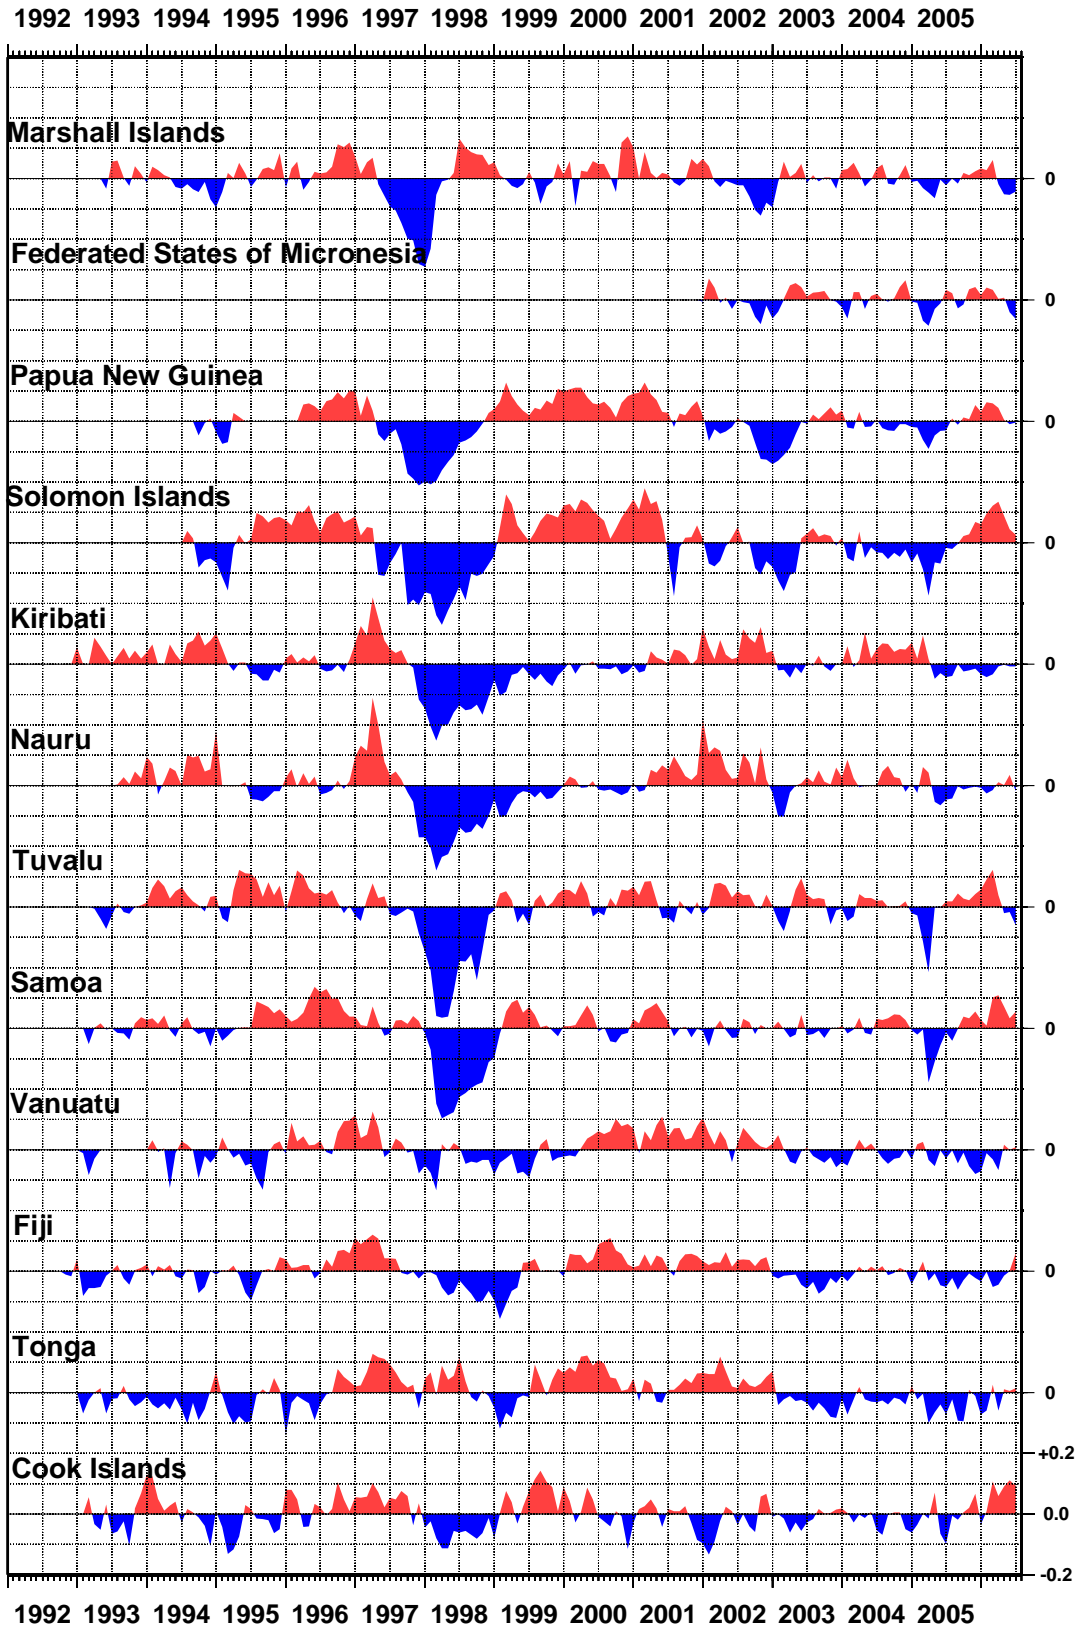 1992 1993 1994 1995 1996 1997 1998 1999 2000 2001 2002 2003 2004 2005
Marshall Islands
0
Federated States of Micronesia
0
Papua New Guinea
0
Solomon Islands
0
Kiribati
0
Nauru
0
Tuvalu
0
Samoa
0
Vanuatu
0
Fiji
0
Tonga
0
+0.2
Cook Islands
0.0
-0.2
1992 1993 1994 1995 1996 1997 1998 1999 2000 2001 2002 2003 2004 2005